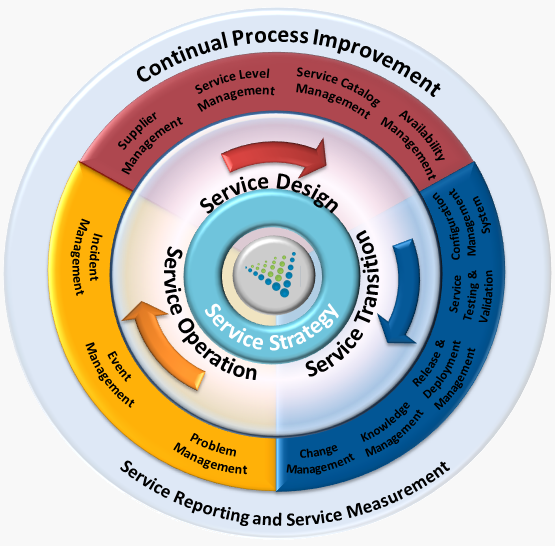 Continual Process Improvement
Supplier
Management
Service Level
Management
Service Catalog
Management
Availability
Management
System
Management
Configuration
Service
Testing &
Validation
Release &
Deployment
Management
Knowledge
Management
Change
Management
Problem
Management
Event
Management
Incident
Management
Service Design
Service Transition
Service Operation
Service Strategy
Service Reporting and Service Measurement